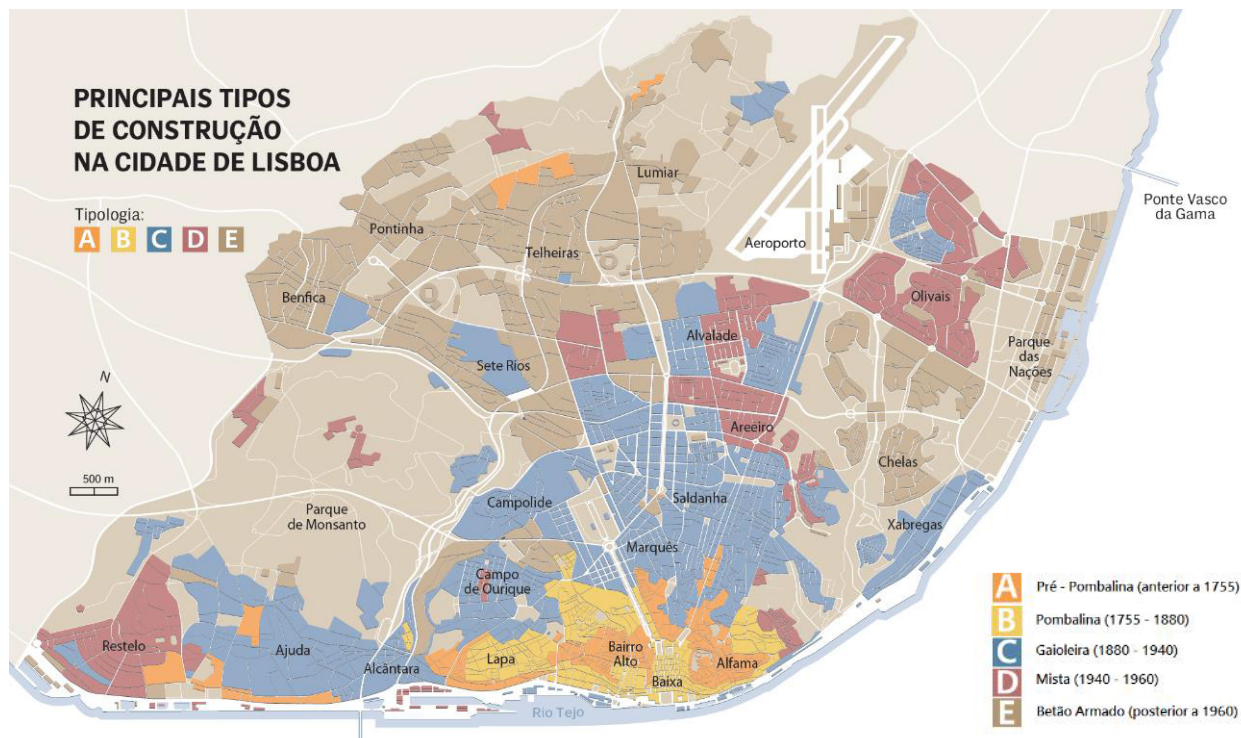 PRINCIPAIS TIPOS
DE CONSTRUÇÃO
NA CIDADE DE LISBOA
Tipologia:
A B C D E
N
500 m
Lumiar
Ponte Vasco
da Gama
Pontinha
Aeroporto
Telheiras
Benfica
Olivais
Alvalade
Parque
das
Nações
Sete Rios
Areeiro
Chelas
Campolide
Saldanha
Parque
de Monsanto
Xabregas
Marquês
Campo
de Ourique
Restelo
Ajuda
Alcântara
Lapa
Bairro
Alto
Alfama
Baixa
Rio Tejo
A Pré - Pombalina (anterior a 1755)
B Pombalina (1755 - 1880)
C Gaioleira (1880 - 1940)
D Mista (1940 - 1960)
E Betão Armado (posterior a 1960)